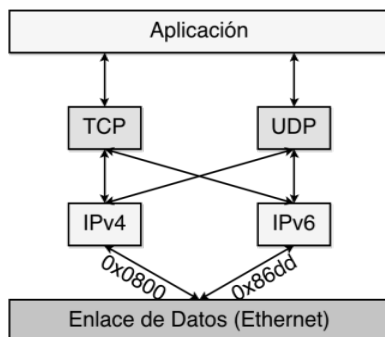 Aplicación
TCP
UDP
IPv4
IPv6
0x0800
0x86dd
Enlace de Datos (Ethernet)